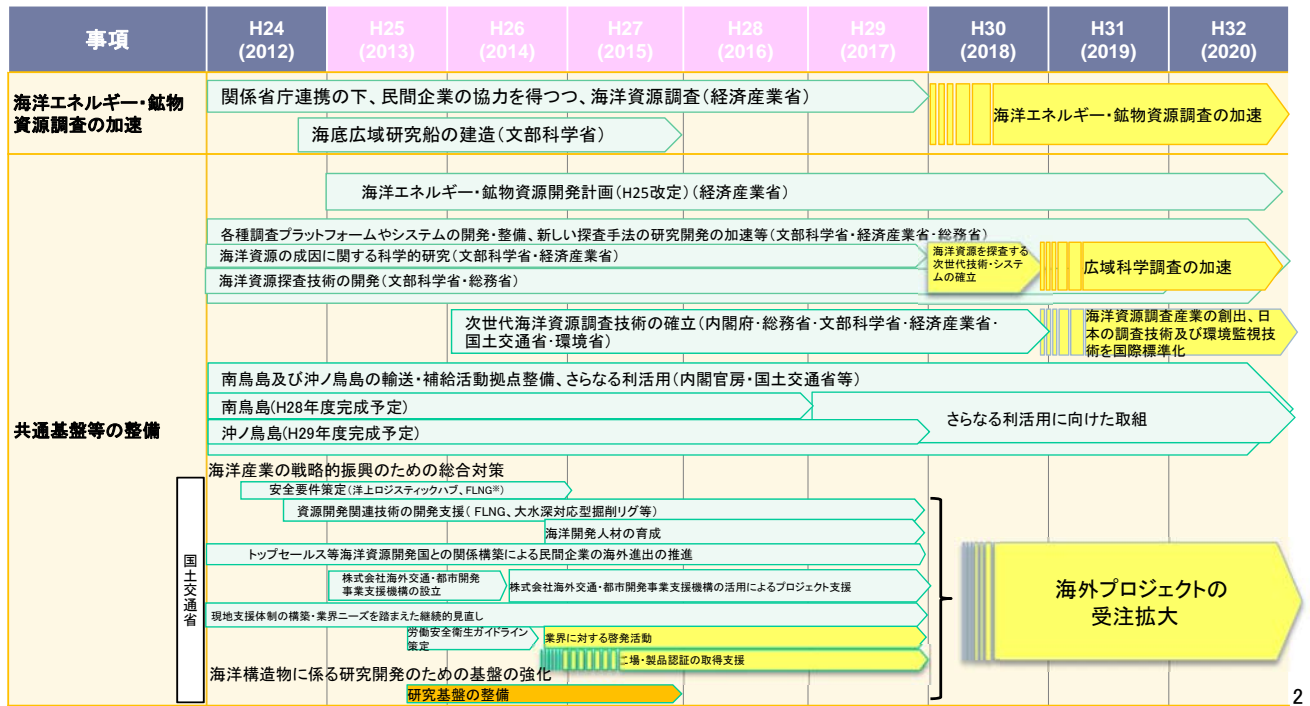 事項
H24
(2012)
H25
(2013)
H26
(2014)
H27
(2015)
H28
(2016)
H29
(2017)
H30
(2018)
H31
(2019)
H32
(2020)
海洋エネルギー・鉱物
資源調査の加速
関係省庁連携の下、民間企業の協力を得つつ、海洋資源調査(経済産業省)
海底広域研究船の建造(文部科学省)
海洋エネルギー・鉱物資源調査の加速
共通基盤等の整備
海洋エネルギー・鉱物資源開発計画(H25改定)(経済産業省)
各種調査プラットフォームやシステムの開発・整備、新しい探査手法の研究開発の加速等(文部科学省・経済産業省・総務省)
海洋資源の成因に関する科学的研究(文部科学省・経済産業省)
海洋資源探査技術の開発(文部科学省・総務省)
海洋資源を探査する
次世代技術・システ
ムの確立
広域科学調査の加速
次世代海洋資源調査技術の確立(内閣府・総務省・文部科学省・経済産業省・
国土交通省・環境省)
海洋資源調査産業の創出、日
本の調査技術及び環境監視技
術を国際標準化
南鳥島及び沖ノ鳥島の輸送・補給活動拠点整備、さらなる利活用(内閣官房・国土交通省等)
南鳥島(H28年度完成予定)
沖ノ鳥島(H29年度完成予定)
さらなる利活用に向けた取組
国土交通省
海洋産業の戦略的振興のための総合対策
安全要件策定(洋上ロジスティックハブ、FLNG※)
資源開発関連技術の開発支援( FLNG、大水深対応型掘削リグ等)
海洋開発人材の育成
トップセールス等海洋資源開発国との関係構築による民間企業の海外進出の推進
株式会社海外交通・都市開発
事業支援機構の設立
株式会社海外交通・都市開発事業支援機構の活用によるプロジェクト支援
現地支援体制の構築・業界ニーズを踏まえた継続的見直し
労働安全衛生ガイドライン
策定
業界に対する啓発活動
工場・製品認証の取得支援
海洋構造物に係る研究開発のための基盤の強化
研究基盤の整備
海外プロジェクトの
受注拡大
2